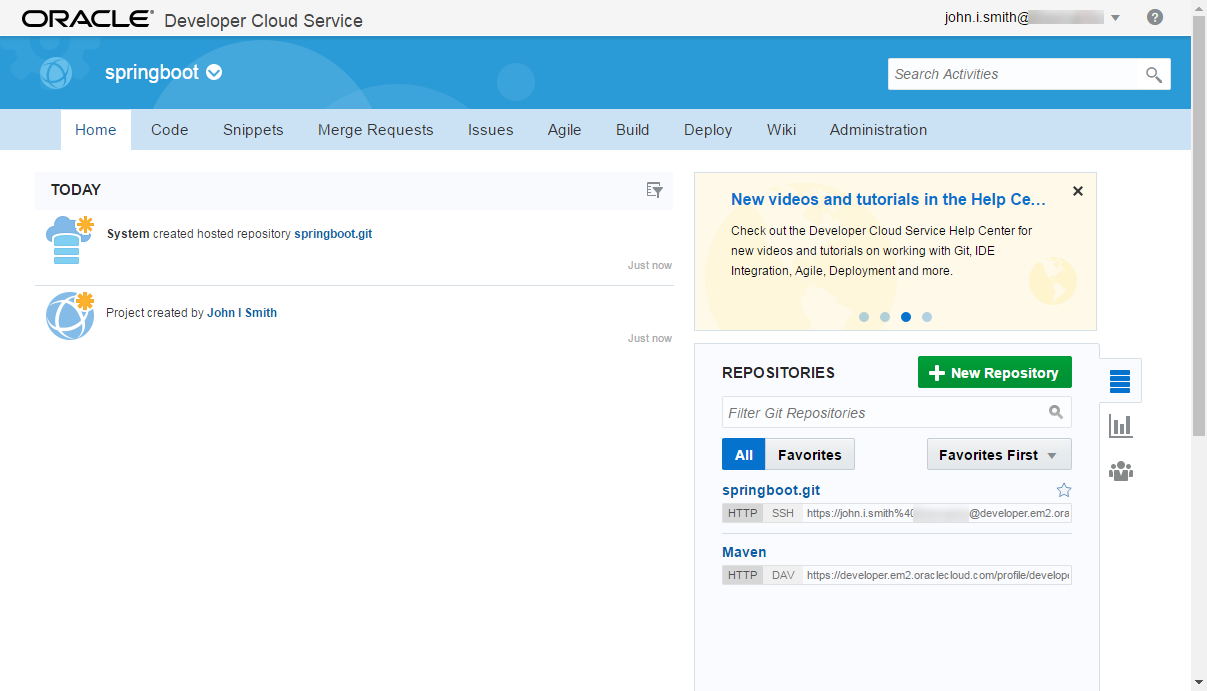 ORACLE® Developer Cloud Service
john.i.smith@
springboot
Search Activities
Home Code Snippets Merge Requests Issues Agile Build Deploy Wiki Administration
TODAY
System created hosted repository springboot.git
Just now
Project created by John I Smith
Just now
New videos and tutorials in the Help Ce...
Check out the Developer Cloud Service Help Center for
new videos and tutorials on working with Git, IDE
Integration, Agile, Deployment and more.
REPOSITORIES
New Repository
Filter Git Repositories
All Favorites
Favorites First
springboot.git
HTTP SSH https://john.i.smith%40 @developer.em2.ora
Maven
HTTP DAV https://developer.em2.oraclecloud.com/profile/develope